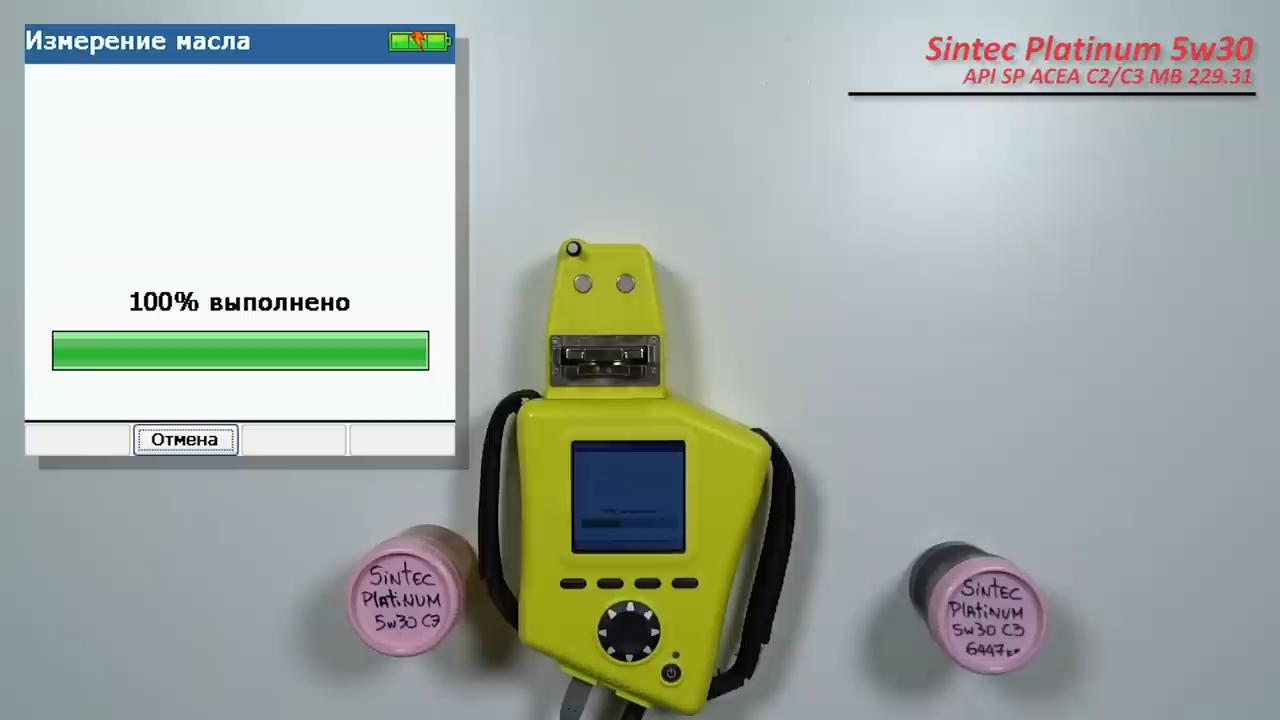 Измерение масла
100% выполнено
Отмена
Sintec Platinum 5w30
API SP ACEA C2/C3 MB 229.31
SiNTEC
PLATiNUM
5w30 C3
SiNTEC
PLATiNUM
5w30 C3
6447км